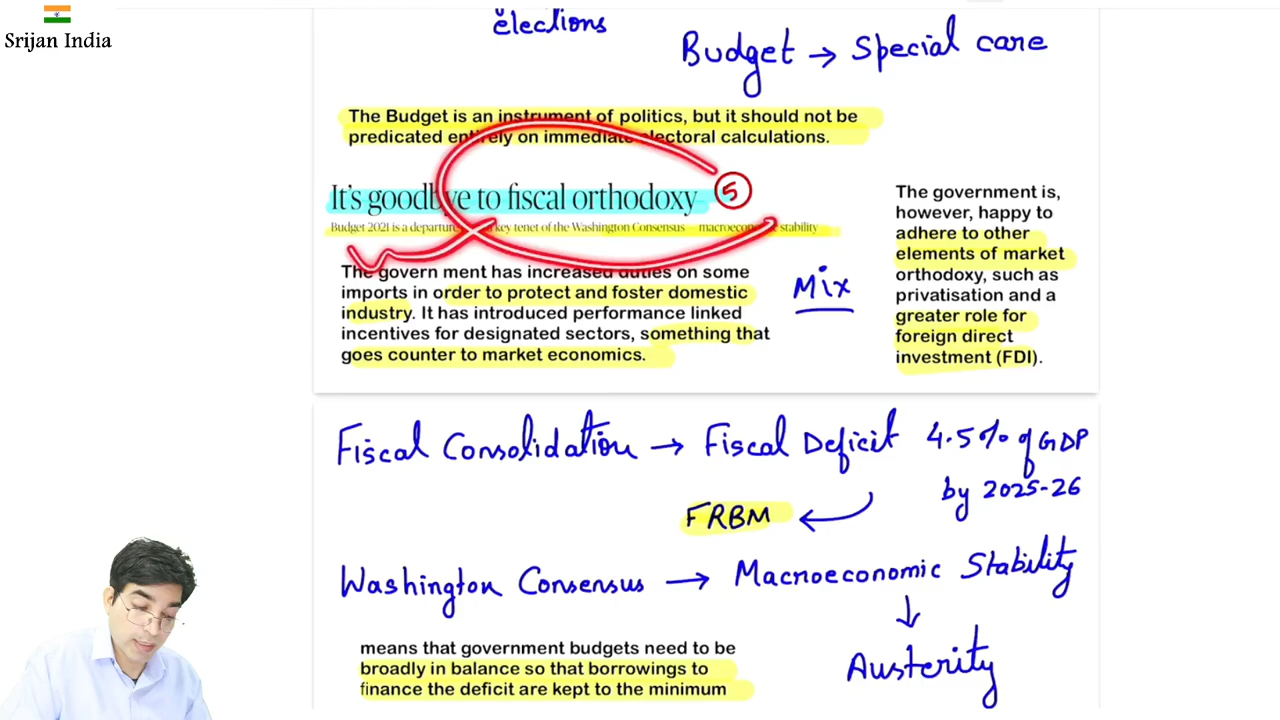 Srijan India
elections
Budget → Special care
The Budget is an instrument of politics, but it should not be
predicated entirely on immediate electoral calculations.
It's goodbye to fiscal orthodoxy
5
Budget 2021 is a departure key tenet of the Washington Consensus — macroeconomic stability
The govern ment has increased duties on some
imports in order to protect and foster domestic
industry. It has introduced performance linked
incentives for designated sectors, something that
goes counter to market economics.
Mix
The government is,
however, happy to
adhere to other
elements of market
orthodoxy, such as
privatisation and a
greater role for
foreign direct
investment (FDI).
Fiscal Consolidation → Fiscal Deficit 4.5% of GDP
by 2025-26
FRBM
Washington Consensus → Macroeconomic Stability
Austerity
means that government budgets need to be
broadly in balance so that borrowings to
finance the deficit are kept to the minimum